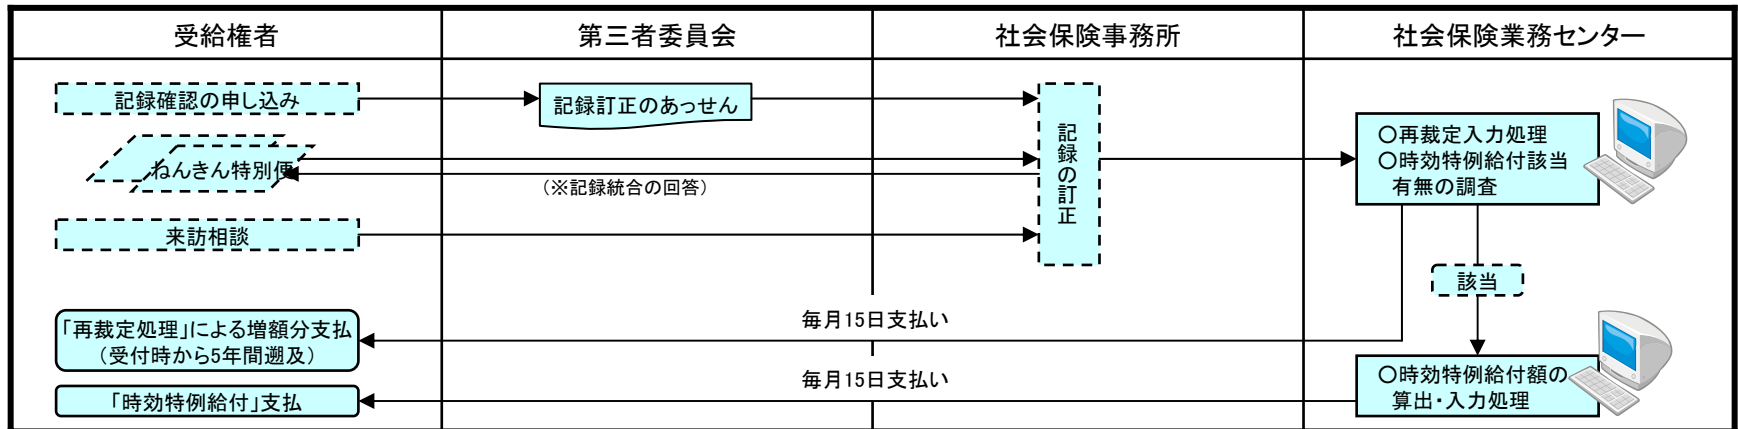 受給権者
第三者委員会
社会保険事務所
社会保険業務センター
記録確認の申し込み
記録訂正のあっせん
記録の訂正
〇再裁定入力処理
〇時効特例給付該当
有無の調査
ねんきん特別便
(※記録統合の回答)
来訪相談
該当
毎月15日支払い
「再裁定処理」による増額分支払
(受付時から5年間遡及)
毎月15日支払い
「時効特例給付」支払
〇時効特例給付額の
算出・入力処理